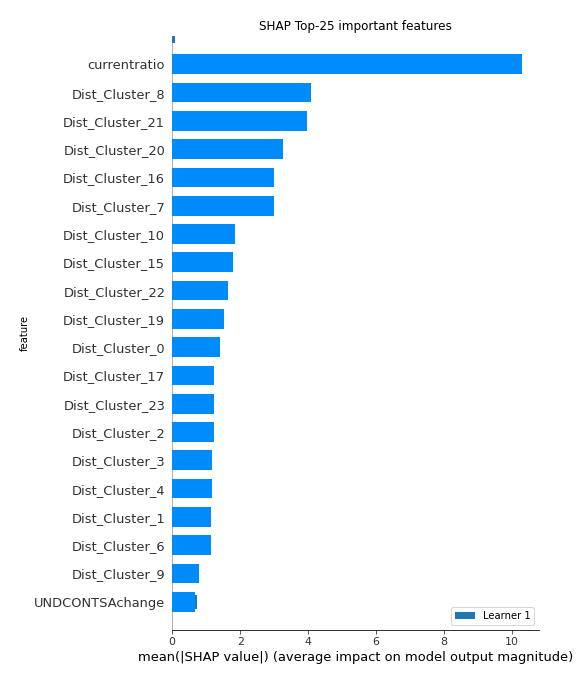 SHAP Top-25 important features
currentratio
Dist_Cluster_8
Dist_Cluster_21
Dist_Cluster_20
Dist_Cluster_16
Dist_Cluster_7
Dist_Cluster_10
Dist_Cluster_15
Dist_Cluster_22
Dist_Cluster_19
feature
Dist_Cluster_0
Dist_Cluster_17
Dist_Cluster_23
Dist_Cluster_2
Dist_Cluster_3
Dist_Cluster_4
Dist_Cluster_1
Dist_Cluster_6
Dist_Cluster_9
UNDCONTSAchange
Learner 1
0 2 4 6 8 10
mean(|SHAP value|) (average impact on model output magnitude)